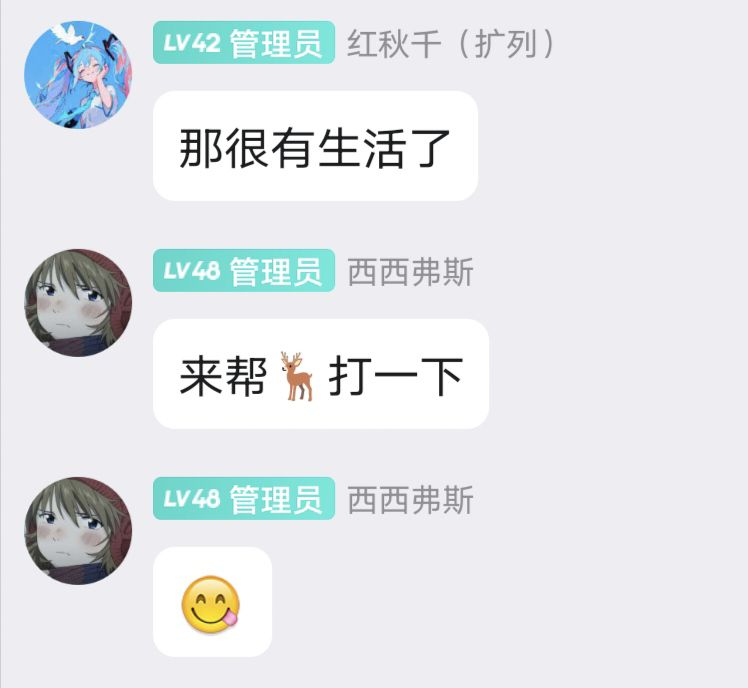 LV42 管理员 红秋千（扩列）
那很有生活了
LV48 管理员 西西弗斯
来帮🦌打一下
LV48 管理员 西西弗斯
😋